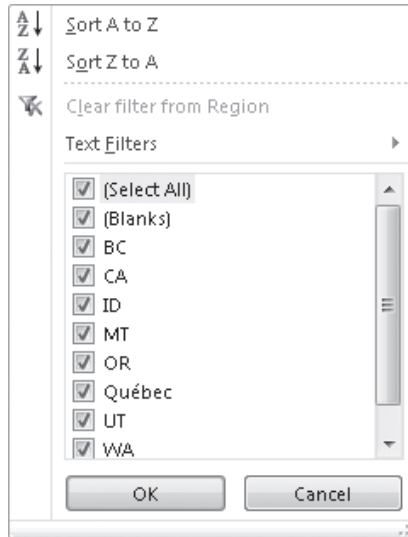 A
Z
Sort A to Z
Z
A
Sort Z to A
Clear filter from Region
Text Filters
(Select All)
(Blanks)
BC
CA
ID
MT
OR
Québec
UT
WA
OK Cancel